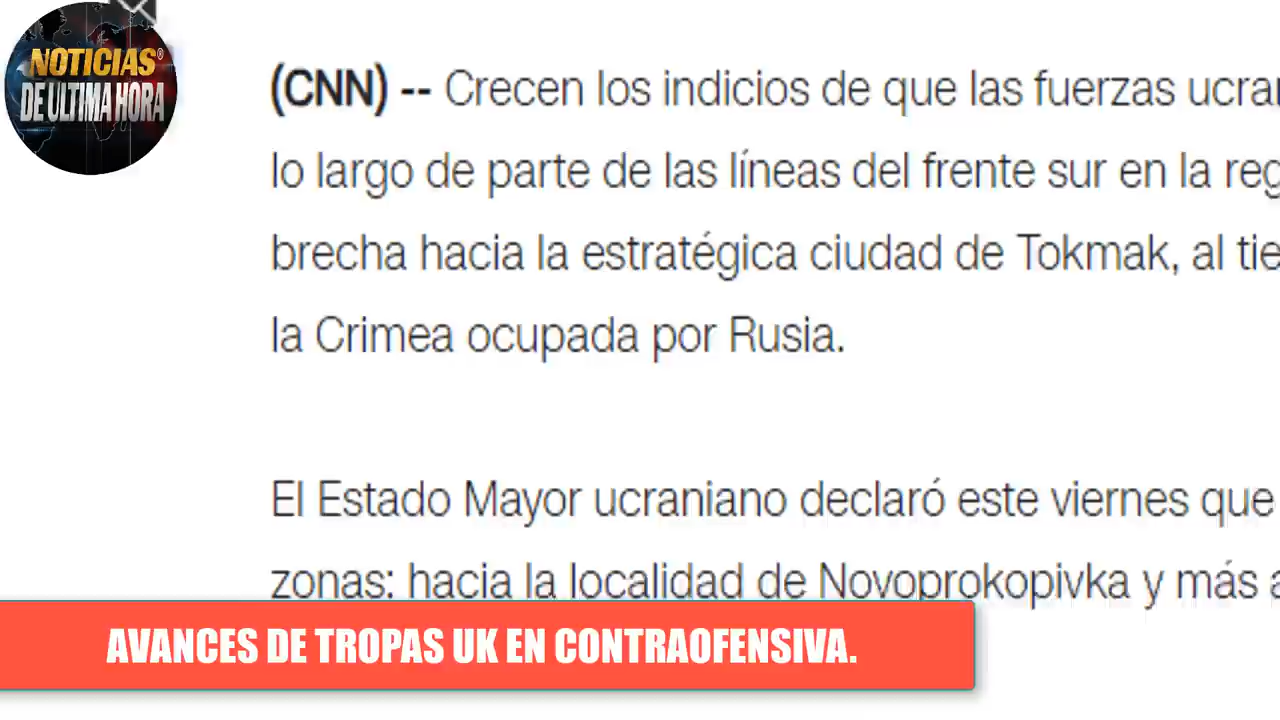 NOTICIAS®
DE ULTIMA HORA
(CNN) -- Crecen los indicios de que las fuerzas
lo largo de parte de las líneas del frente sur en la
brecha hacia la estratégica ciudad de Tokmak, al
la Crimea ocupada por Rusia.
El Estado Mayor ucraniano declaró este viernes que
zonas: hacia la localidad de Novoprokopivka y más
AVANCES DE TROPAS UK EN CONTRAOFENSIVA.